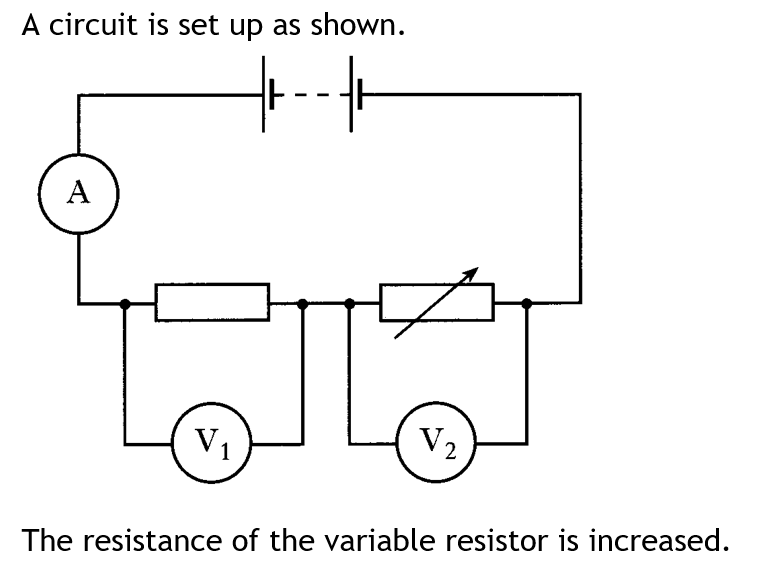 A circuit is set up as shown.
A
V₁
V₂
The resistance of the variable resistor is increased.